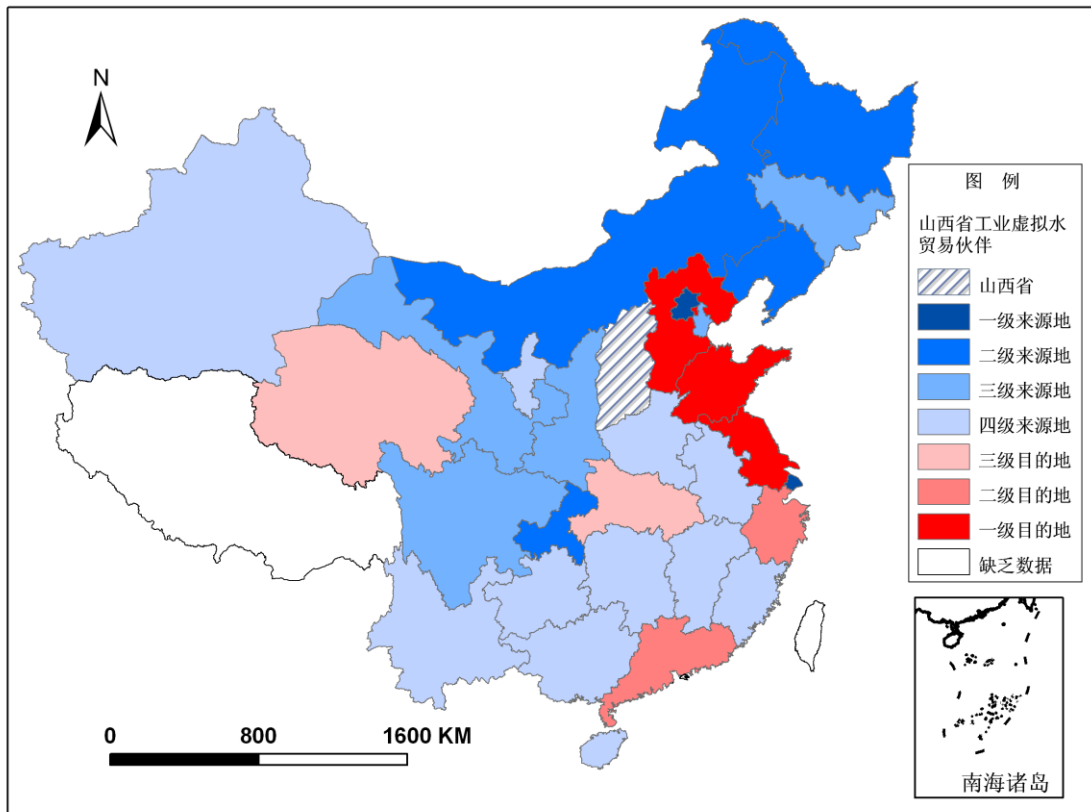 N
图 例
山西省工业虚拟水
贸易伙伴
山西省
一级来源地
二级来源地
三级来源地
四级来源地
三级目的地
二级目的地
一级目的地
缺乏数据
0 800 1600 KM
南海诸岛